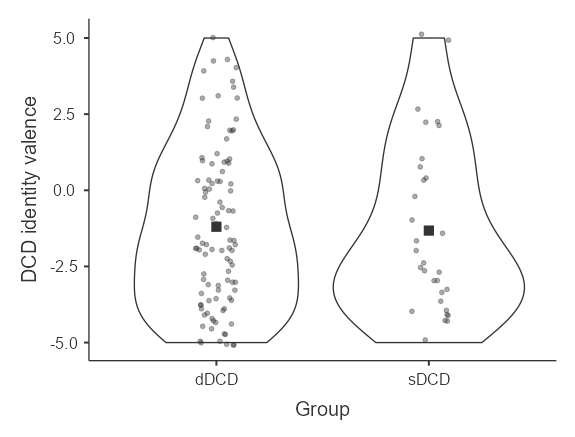 DCD identity valence
5.0
2.5
0.0
-2.5
-5.0
dDCD
sDCD
Group